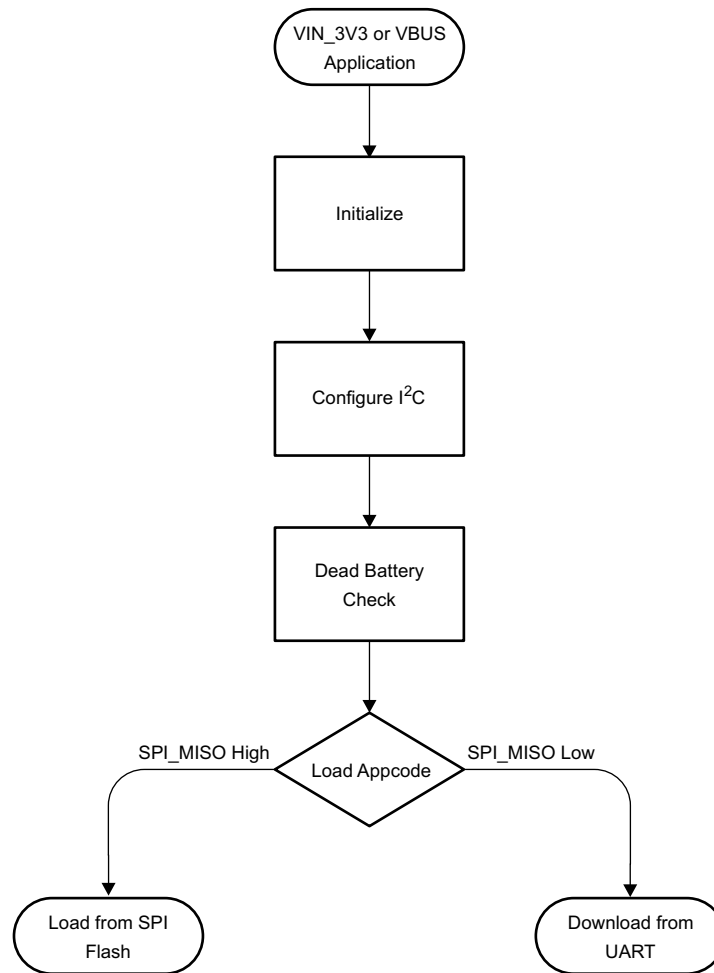 VIN_3V3 or VBUS
Application
Initialize
Configure I²C
Dead Battery
Check
SPI_MISO High
SPI_MISO Low
Load Appcode
Load from SPI
Flash
Download from
UART